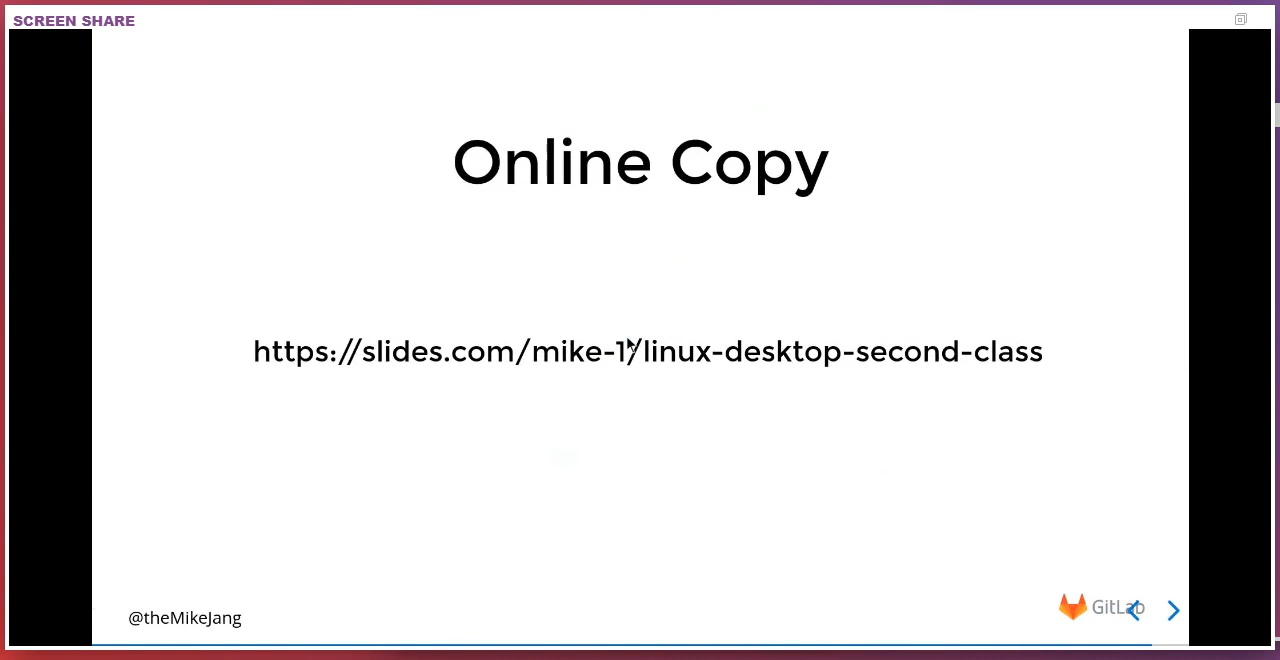 SCREEN SHARE
Online Copy
https://slides.com/mike-1/linux-desktop-second-class
@theMikeJang
GitLab